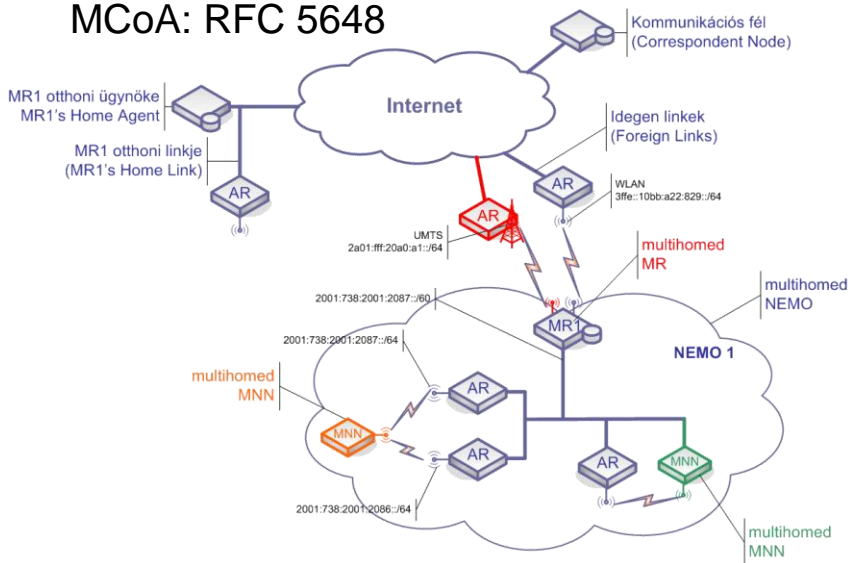 MCoA: RFC 5648
Kommunikációs fél
(Correspondent Node)
MR1 otthoni ügynöke
MR1's Home Agent
Internet
Idegen linkek
(Foreign Links)
MR1 otthoni linkje
(MR1's Home Link)
AR
AR
WLAN
3ffe::10bb:a22:829::/64
AR
UMTS
2a01:fff:20a0:a1::/64
multihomed
MR
multihomed
NEMO
2001:738:2001:2087::/60
MR1
NEMO 1
2001:738:2001:2087::/64
multihomed
MNN
AR
MNN
AR
AR
MNN
2001:738:2001:2086::/64
multihomed
MNN